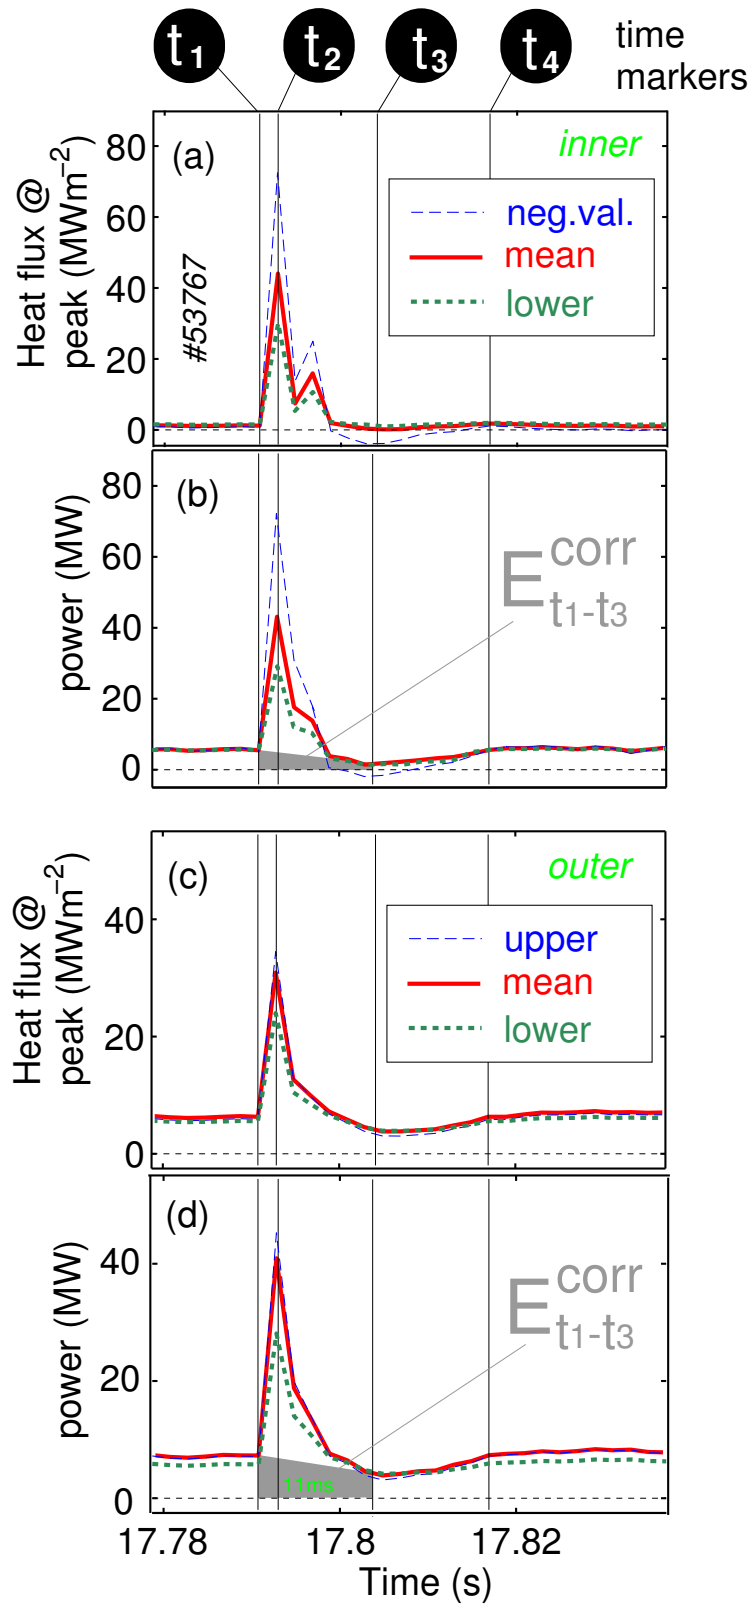 t1 t2 t3 t4 time
markers
(a) inner
Heat flux @
peak (MWm−2)
80
60
40
20
0
#53767
neg.val.
mean
lower
(b)
power (MW)
80
60
40
20
0
E corr t1-t3
(c) outer
Heat flux @
peak (MWm−2)
40
20
0
upper
mean
lower
(d)
power (MW)
40
20
0
E corr t1-t3
11ms
17.78 17.8 17.82
Time (s)